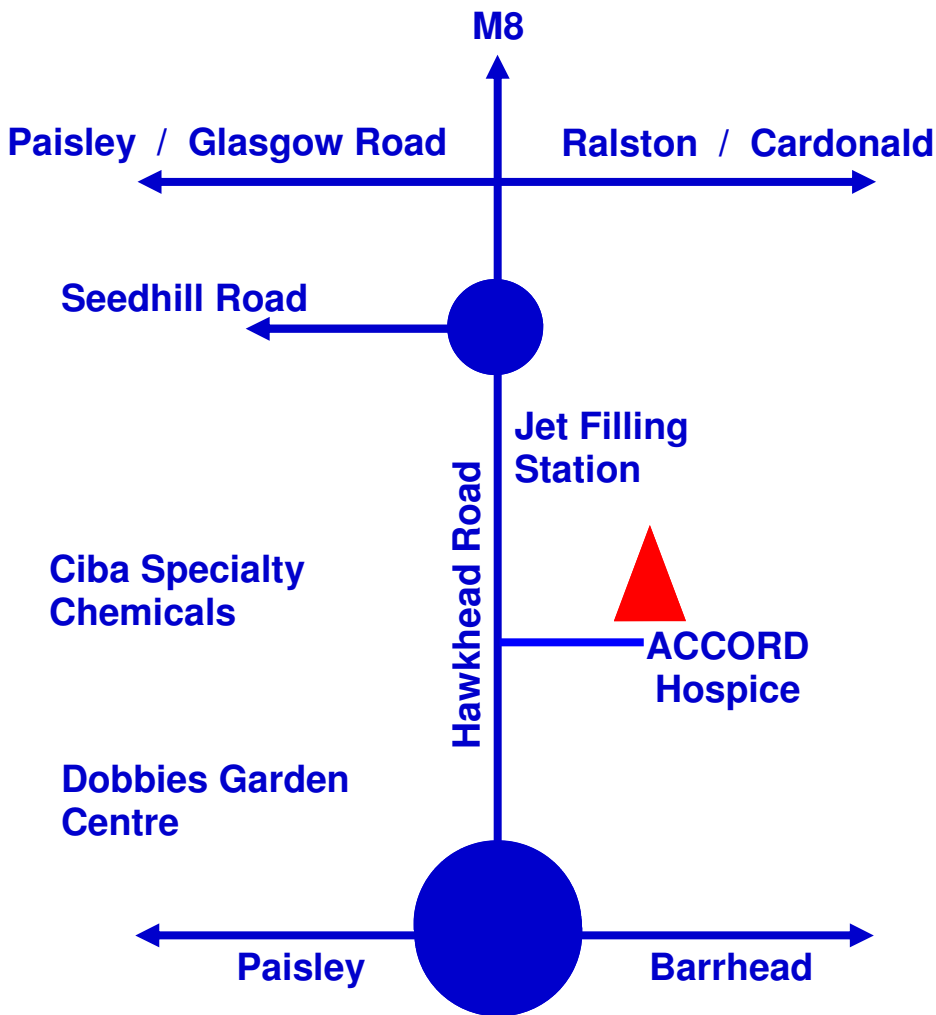 M8
Paisley / Glasgow Road
Ralston / Cardonald
Seedhill Road
Jet Filling
Station
Hawkhead Road
Ciba Specialty
Chemicals
ACCORD
Hospice
Dobbies Garden
Centre
Paisley
Barrhead